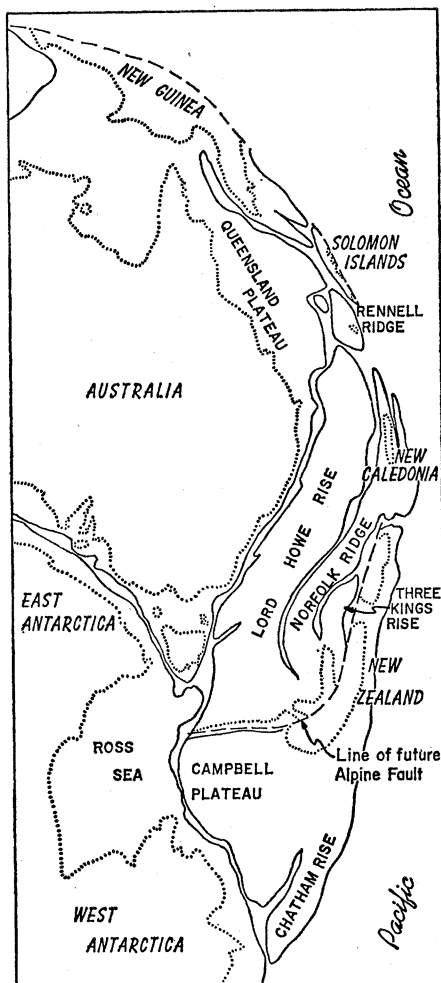 NEW GUINEA
Ocean
SOLOMON
ISLANDS
QUEENSLAND
PLATEAU
RENNELL
RIDGE
AUSTRALIA
NEW
CALEDONIA
LORD HOWE RISE
NORFOLK RIDGE
EAST
ANTARCTICA
THREE
KINGS
RISE
NEW
ZEALAND
ROSS
SEA
Line of future
Alpine Fault
CAMPBELL
PLATEAU
CHATHAM RISE
WEST
ANTARCTICA
Pacific